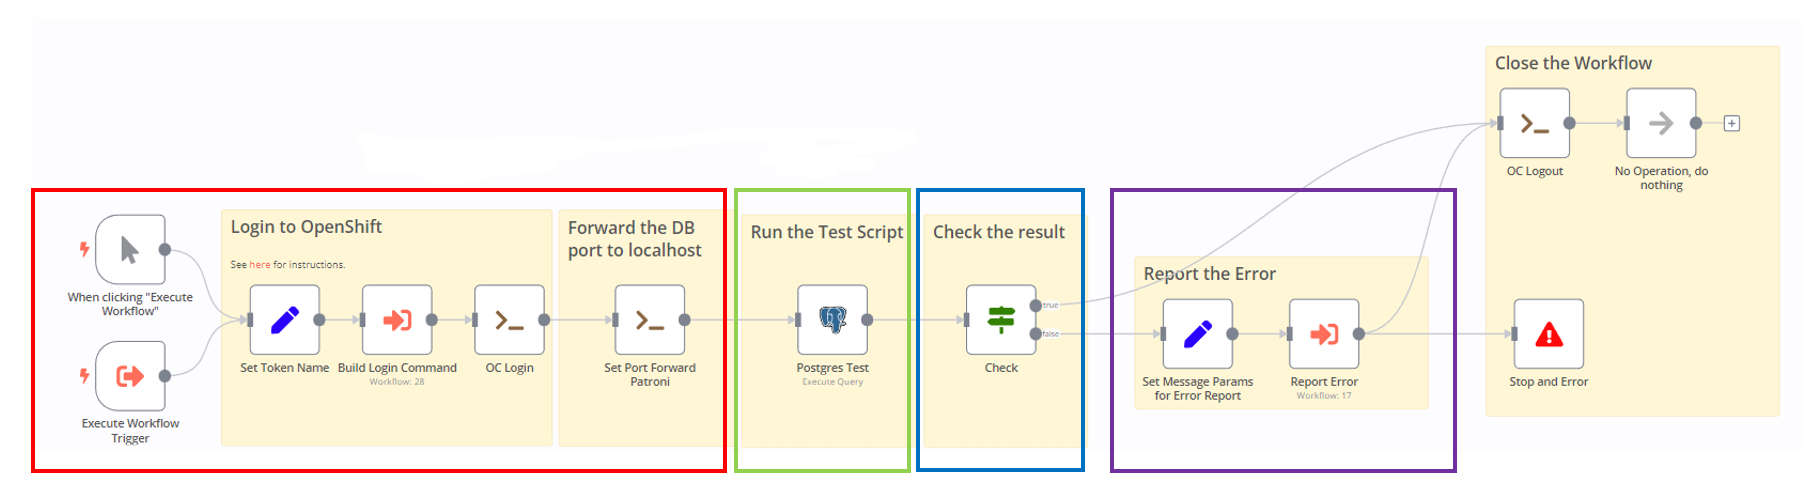 Close the Workflow
OC Logout
No Operation, do
nothing
Login to OpenShift
See here for instructions.
Forward the DB
port to localhost
Run the Test Script
Check the result
Report the Error
When clicking "Execute
Workflow"
Execute Workflow
Trigger
Set Token Name
Build Login Command
Workflow: 28
OC Login
Set Port Forward
Patroni
Postgres Test
Execute Query
true
false
Check
Set Message Params
for Error Report
Report Error
Workflow: 17
Stop and Error